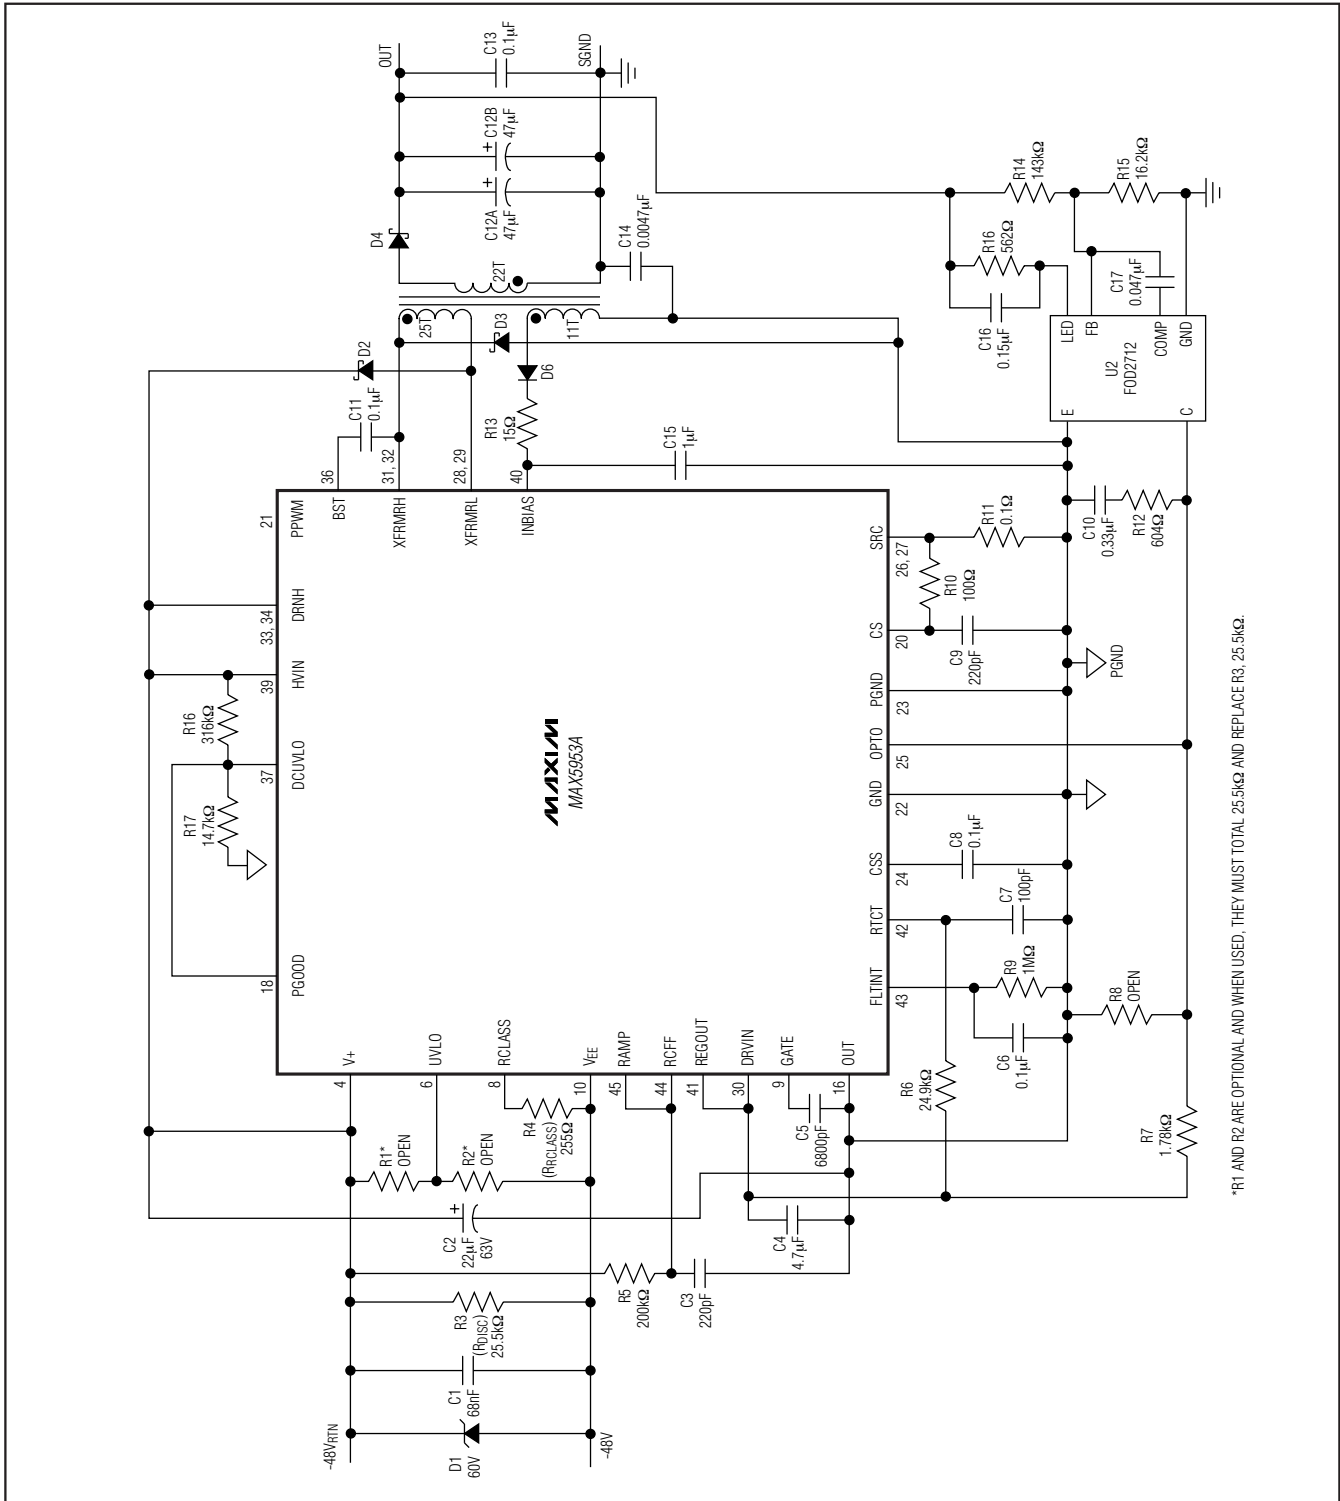 -48VRTN
D1
60V
-48V
C1
68nF
R3
(RDISC)
25.5kΩ
C2
22µF
63V
+
R1*
OPEN
R2*
OPEN
R4
(RRCLASS)
255Ω
R5
200kΩ
C3
220pF
C4
4.7µF
C5
6800pF
4
V+
6
UVLO
8
RCLASS
10
VEE
45
RAMP
44
RCFF
41
REGOUT
30
DRVIN
9
GATE
16
OUT
18
PGOOD
37
DCUVLO
39
HVIN
33, 34
DRNH
21
PPWM
R17
14.7kΩ
R16
316kΩ
MAXIM
MAX5953A
36
BST
31, 32
XFRMRH
28, 29
XFRMRL
40
INBIAS
C11
0.1µF
D2
R13
15Ω
D6
D3
25T
11T
22T
D4
C12A
47µF
+
C12B
47µF
+
C13
0.1µF
OUT
SGND
C14
0.0047µF
C15
1µF
FLTINT
43
RTCT
42
CSS
24
GND
22
OPTO
25
PGND
23
CS
20
SRC
26, 27
R6
24.9kΩ
C6
0.1µF
R9
1MΩ
C7
100pF
C8
0.1µF
C9
220pF
R10
100Ω
R11
0.1Ω
PGND
R7
1.78kΩ
R8
OPEN
C10
0.33µF
R12
604Ω
U2
FOD2712
E
C
LED
FB
COMP
GND
C16
0.15µF
R16
562Ω
C17
0.047µF
R14
143kΩ
R15
16.2kΩ
*R1 AND R2 ARE OPTIONAL AND WHEN USED, THEY MUST TOTAL 25.5kΩ AND REPLACE R3, 25.5kΩ.